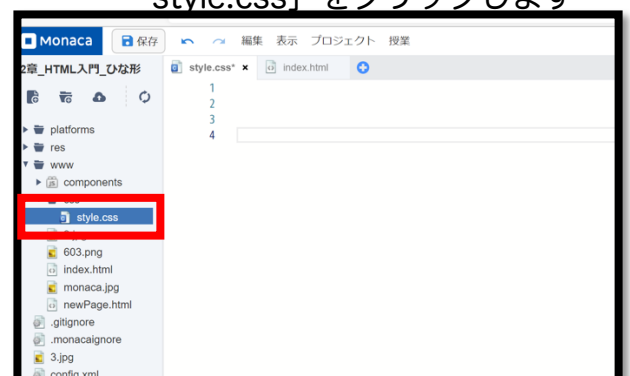 style.css」をクリックします
Monaca 保存 編集 表示 プロジェクト 授業
2章_HTML入門_ひな形 style.css* × index.html
1
2
3
4
platforms
res
www
components
style.css
603.png
index.html
monaca.jpg
newPage.html
.gitignore
.monacaignore
3.jpg
config.xml